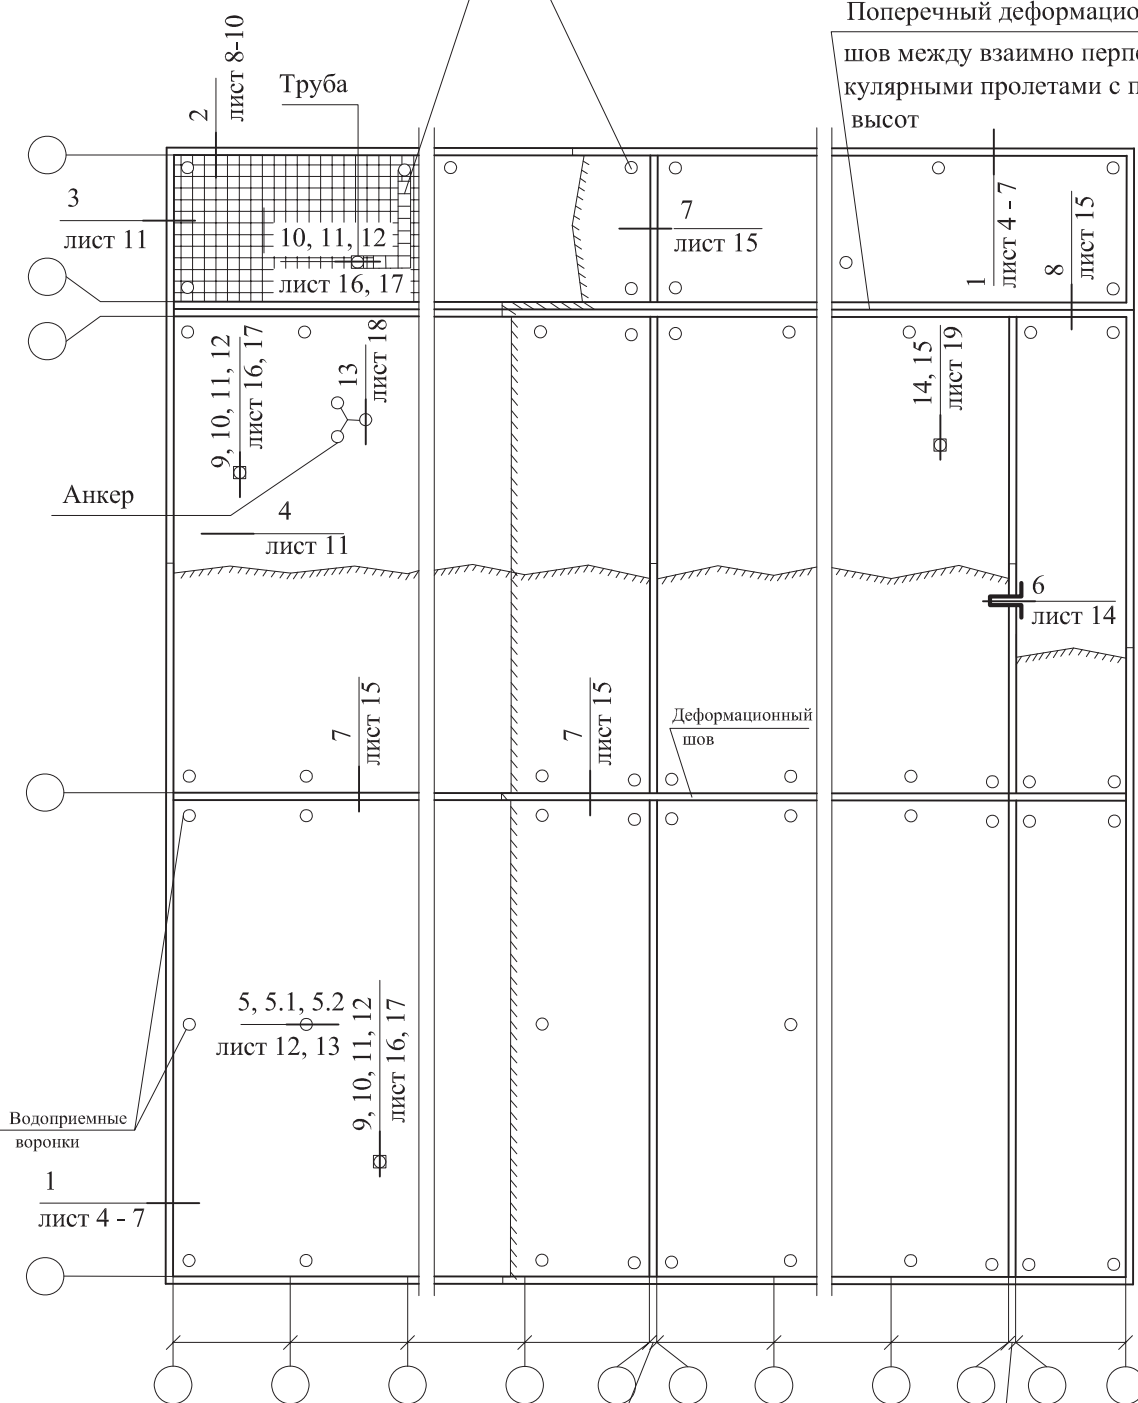 Поперечный
шов между взаимно
кулярными пролетами с
высот
2
лист 8-10
Труба
3
лист 11
10, 11, 12
лист 16, 17
7
лист 15
1
лист 4 - 7
8
лист 15
9, 10, 11, 12
лист 16, 17
13
лист 18
14, 15
лист 19
Анкер
4
лист 11
6
лист 14
7
лист 15
7
лист 15
Деформационный
шов
5, 5.1, 5.2
лист 12, 13
9, 10, 11, 12
лист 16, 17
Водоприемные
воронки
1
лист 4 - 7